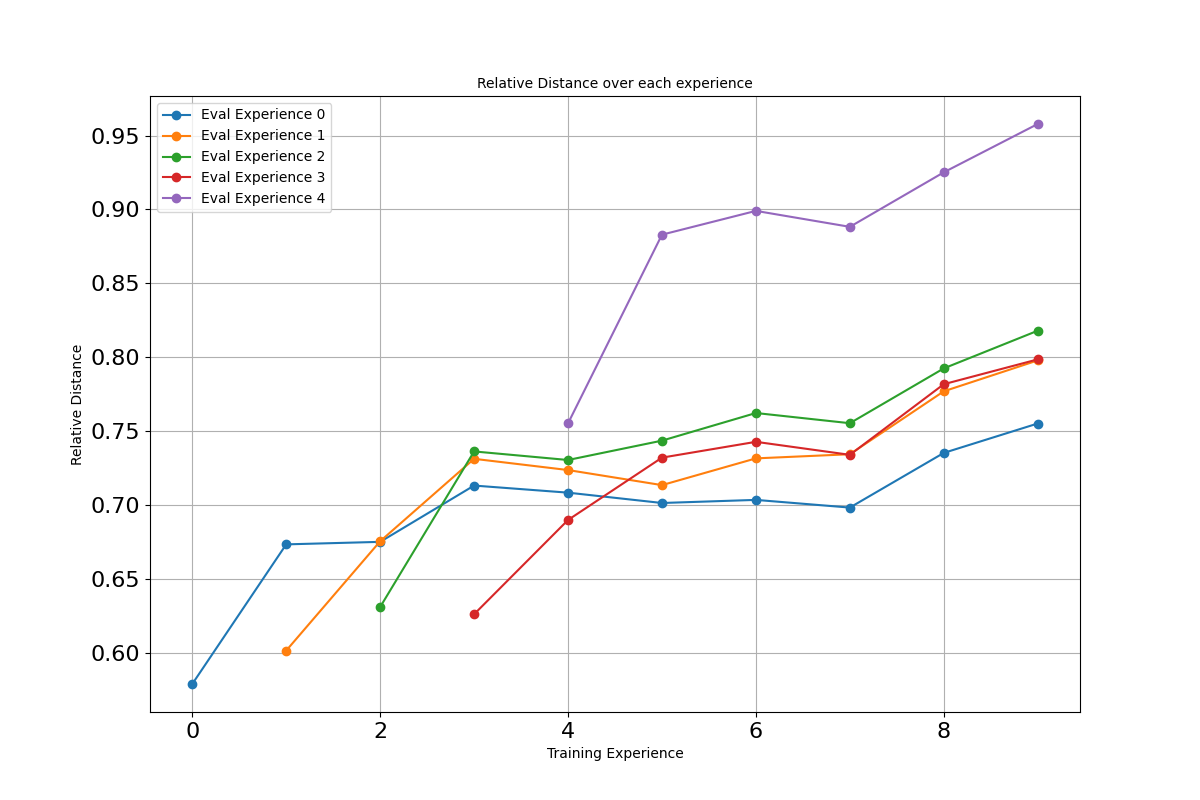 Relative Distance over each experience
Eval Experience 0
Eval Experience 1
Eval Experience 2
Eval Experience 3
Eval Experience 4
0.95
0.90
0.85
0.80
0.75
0.70
0.65
0.60
Relative Distance
0 2 4 6 8
Training Experience